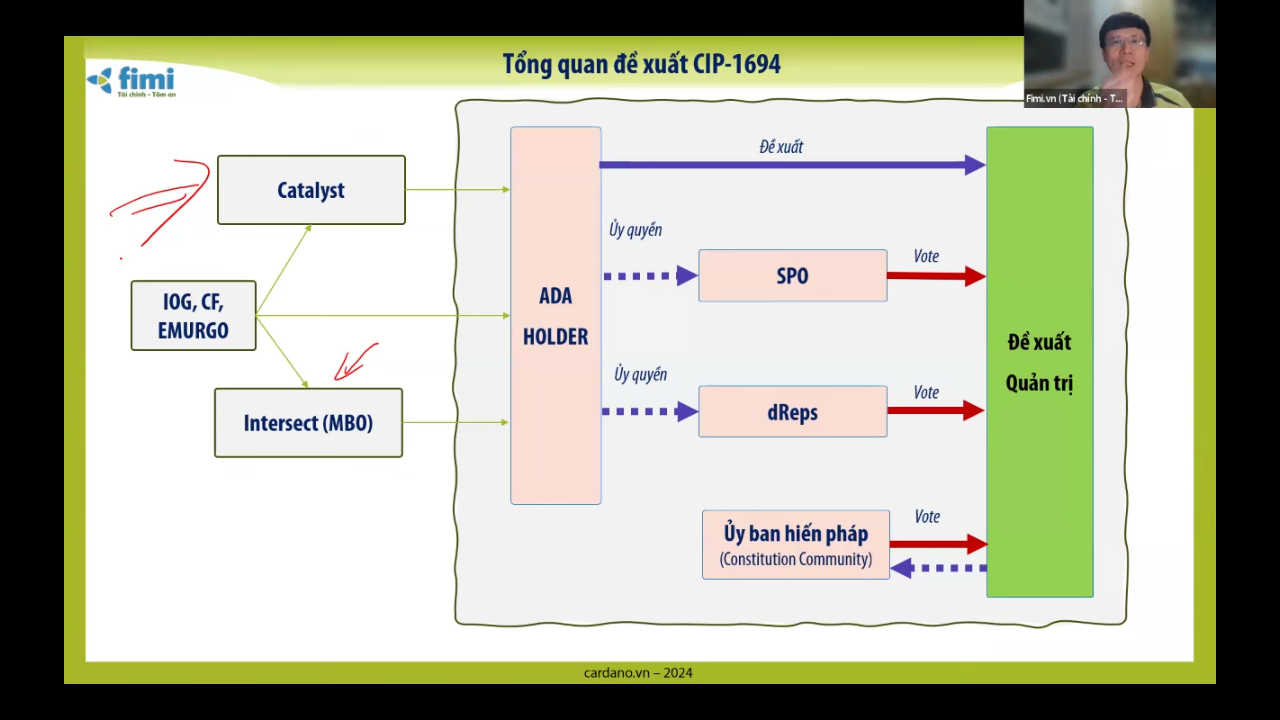 Tổng quan đề xuất CIP-1694
fimi
Tài chính - Tâm an
Fimi.vn (Tài chính - T...
Catalyst
IOG, CF,
EMURGO
Intersect (MBO)
ADA
HOLDER
Đề xuất
Ủy quyền
SPO
Vote
Ủy quyền
dReps
Vote
Ủy ban hiến pháp
(Constitution Community)
Vote
Đề xuất
Quản trị
cardano.vn – 2024